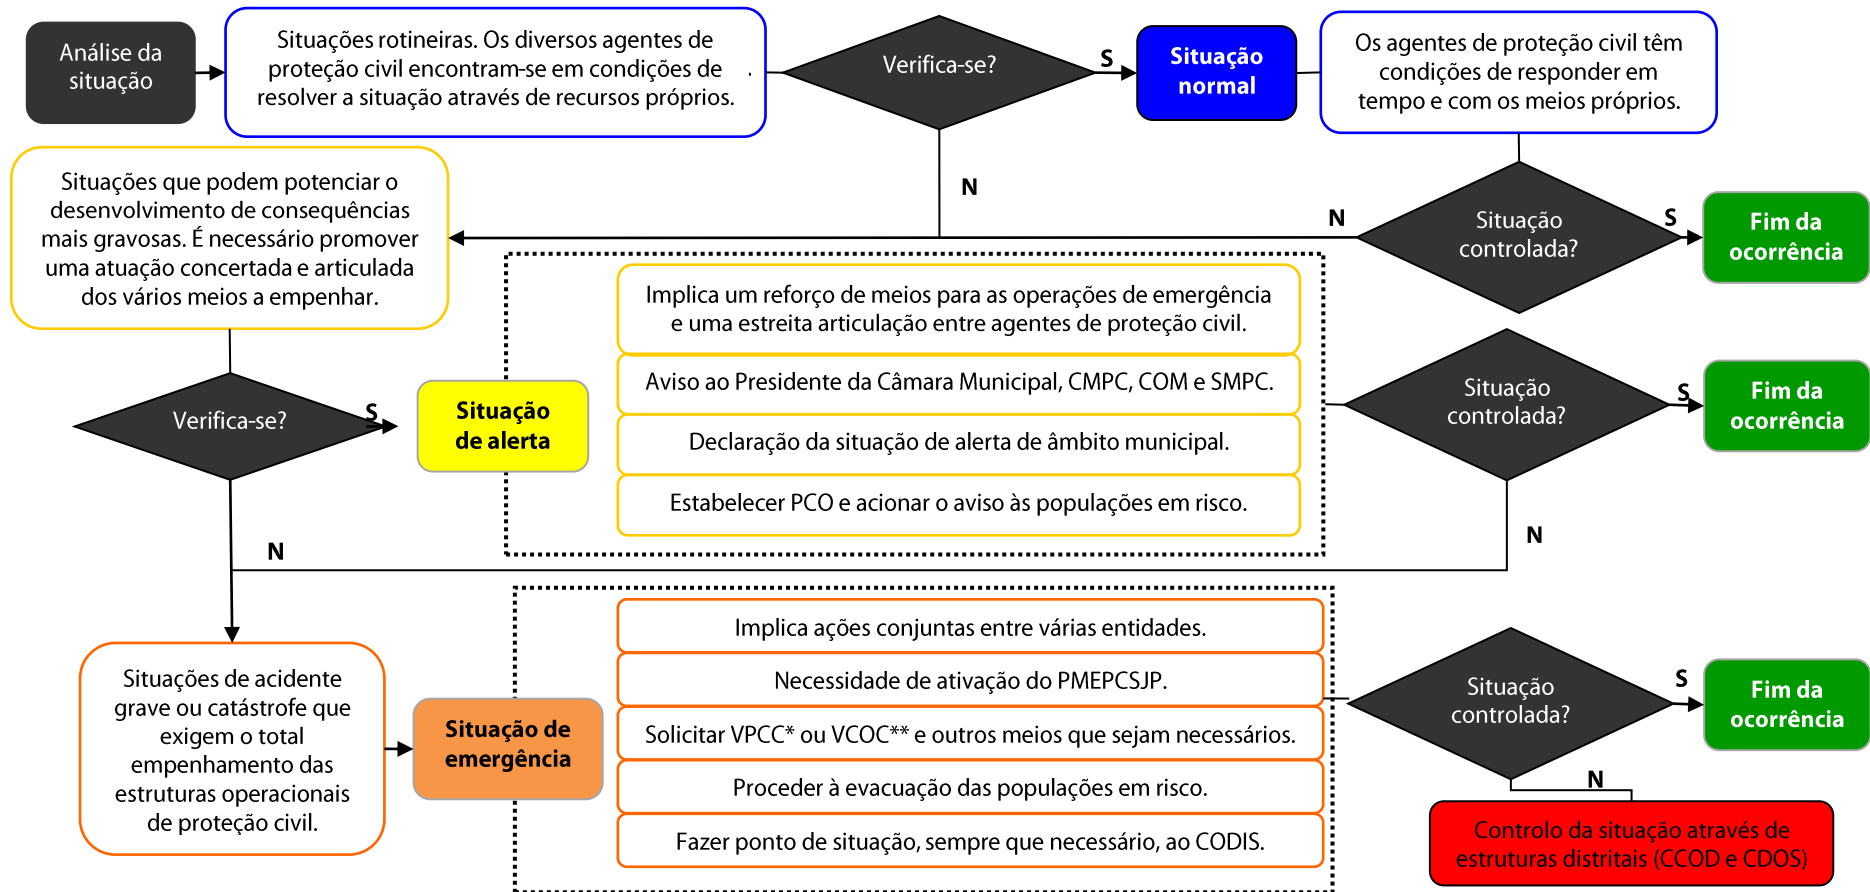 Análise da
situação
Situações rotineiras. Os diversos agentes de
proteção civil encontram-se em condições de
resolver a situação através de recursos próprios.
.
Verifica-se?
S
Situação
normal
Os agentes de proteção civil têm
condições de responder em
tempo e com os meios próprios.
N
N
Situação
controlada?
S
Fim da
ocorrência
Situações que podem potenciar o
desenvolvimento de consequências
mais gravosas. É necessário promover
uma atuação concertada e articulada
dos vários meios a empenhar.
Verifica-se?
S
Situação
de alerta
Implica um reforço de meios para as operações de emergência
e uma estreita articulação entre agentes de proteção civil.
Aviso ao Presidente da Câmara Municipal, CMPC, COM e SMPC.
Declaração da situação de alerta de âmbito municipal.
Estabelecer PCO e acionar o aviso às populações em risco.
Situação
controlada?
S
Fim da
ocorrência
N
N
Situações de acidente
grave ou catástrofe que
exigem o total
empenhamento das
estruturas operacionais
de proteção civil.
Situação de
emergência
Implica ações conjuntas entre várias entidades.
Necessidade de ativação do PMEPCSJP.
Solicitar VPCC* ou VCOC** e outros meios que sejam necessários.
Proceder à evacuação das populações em risco.
Fazer ponto de situação, sempre que necessário, ao CODIS.
Situação
controlada?
S
Fim da
ocorrência
N
Controlo da situação através de
estruturas distritais (CCOD e CDOS)